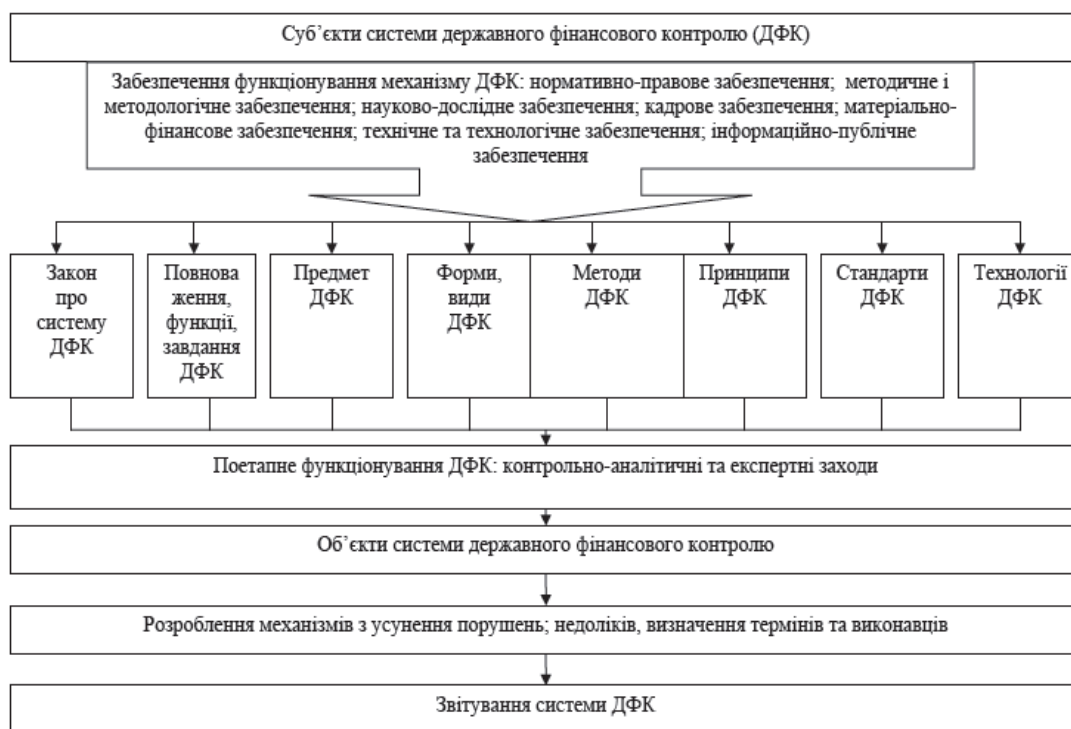 Суб’єкти системи державного фінансового контролю (ДФК)
Забезпечення функціонування механізму ДФК: нормативно-правове забезпечення; методичне і
методологічне забезпечення; науково-дослідне забезпечення; кадрове забезпечення; матеріально-
фінансове забезпечення; технічне та технологічне забезпечення; інформаційно-публічне
забезпечення
Закон
про
систему
ДФК
Повнова
ження,
функції,
завдання
ДФК
Предмет
ДФК
Форми,
види
ДФК
Методи
ДФК
Принципи
ДФК
Стандарти
ДФК
Технології
ДФК
Поетапне функціонування ДФК: контрольно-аналітичні та експертні заходи
Об’єкти системи державного фінансового контролю
Розроблення механізмів з усунення порушень; недоліків, визначення термінів та виконавців
Звітування системи ДФК